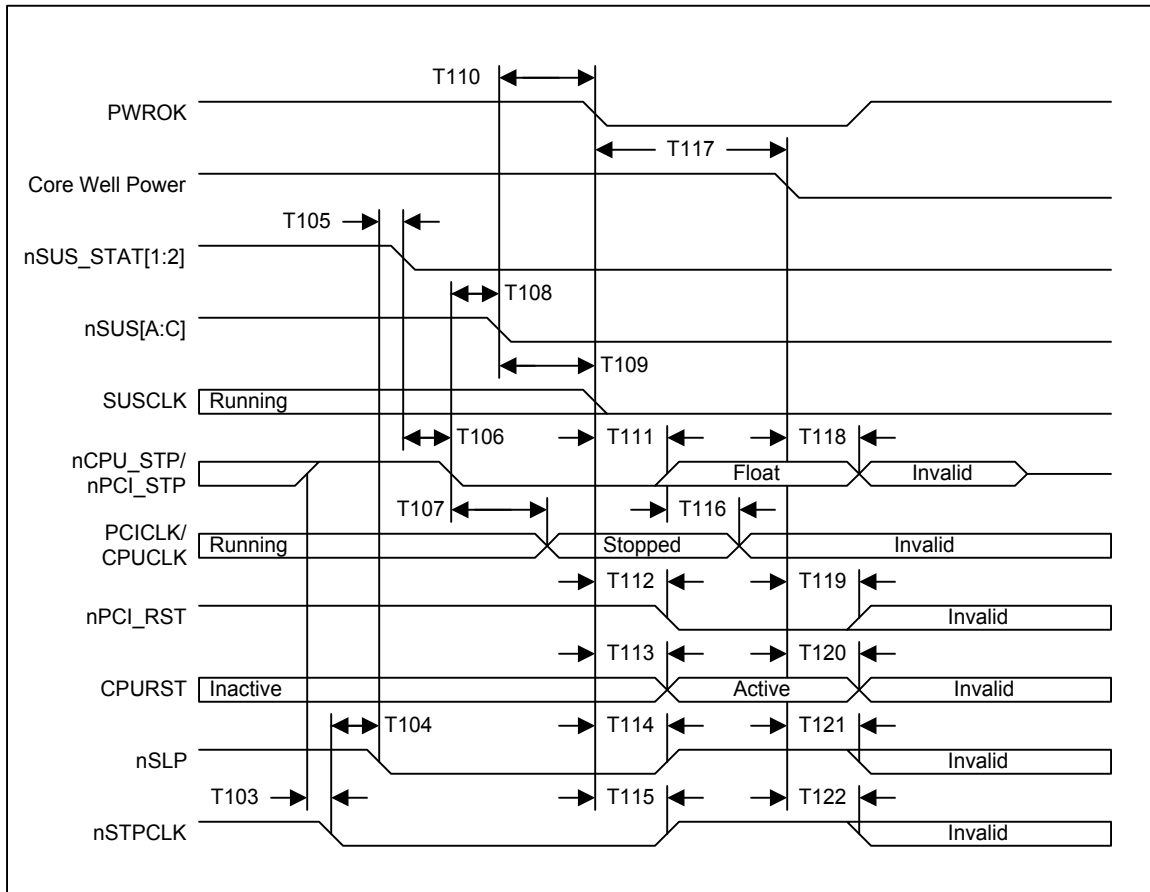 T110
PWROK
T117
Core Well Power
T105
nSUS_STAT[1:2]
T108
nSUS[A:C]
T109
SUSCLK
Running
T106
T111
T118
nCPU_STP/
nPCI_STP
Float
Invalid
T107
T116
PCICLK/
CPUCLK
Running
Stopped
Invalid
T112
T119
nPCI_RST
Invalid
T113
T120
CPURST
Inactive
Active
Invalid
T104
T114
T121
nSLP
Invalid
T103
T115
T122
nSTPCLK
Invalid